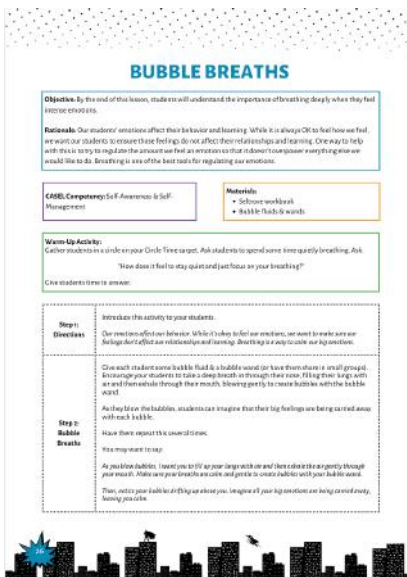 BUBBLE BREATHS
Objective: By the end of this lesson, students will understand the importance of breathing deeply when they feel
intense emotions.
Rationale: Our students' emotions affect their behavior and learning. While it is always OK to feel how we feel,
we want our students to ensure those feelings do not affect their relationships and learning. One way to help
with this is to try to regulate the amount we feel an emotion so that it doesn't overpower everything else we
would like to do. Breathing is one of the best tools for regulating our emotions.
CASEL Competency: Self-Awareness & Self-
Management
Materials:
• Selfcrove workbook
• Bubble fluids & wands
Warm-Up Activity:
Gather students in a circle on your Circle Time carpet. Ask students to spend some time quietly breathing. Ask:
"How does it feel to stay quiet and just focus on your breathing?"
Give students time to answer.
Step 1:
Directions
Introduce this activity to your students.
Our emotions affect our behavior. While it's okay to feel our emotions, we want to make sure our
feelings don't affect our relationships and learning. Breathing is a way to calm our big emotions.
Step 2:
Bubble
Breaths
Give each student some bubble fluid & a bubble wand (or have them share in small groups).
Encourage your students to take a deep breath in through their nose, filling their lungs with
air and then exhale through their mouth, blowing gently to create bubbles with the bubble
wand.
As they blow the bubbles, students can imagine that their big feelings are being carried away
with each bubble.
Have them repeat this several times.
You may want to say:
As you blow bubbles, I want you to fill up your lungs with air and then exhale the air gently through
your mouth. Make sure your breaths are calm and gentle to create bubbles with your bubble wand.
Then, notice your bubbles drifting up above you. Imagine all your big emotions are being carried away,
leaving you calm.
26